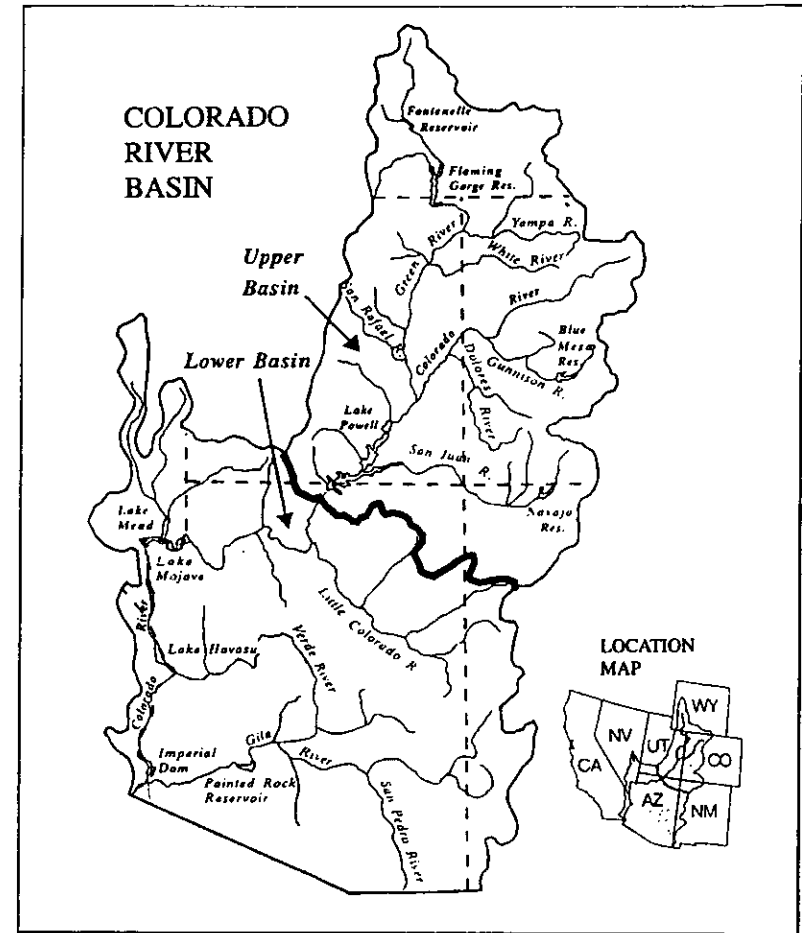 COLORADO
RIVER
BASIN
Fontenelle
Reservoir
Flaming
Gorge Res.
Yampa R.
White River
Green River
Upper
Basin
San Rafael R.
River
Colorado
Blue
Mesa
Res.
Dolores
River
Gunnison R.
Lower Basin
Lake
Powell
San Juan R.
Navajo
Res.
Lake
Mead
Lake
Mojave
Little Colorado R.
River
Colorado
Lake Havasu
Verde River
Gila
River
Imperial
Dam
Painted Rock
Reservoir
San Pedro River
LOCATION
MAP
WY
NV
UT
CO
CA
AZ
NM